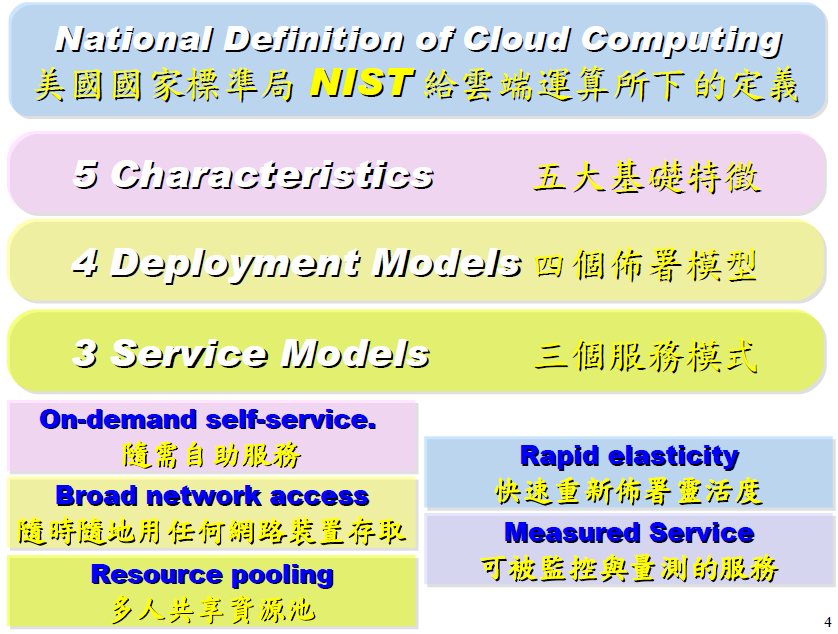 National Definition of Cloud Computing
美國國家標準局 NIST 給雲端運算所下的定義
5 Characteristics 五大基礎特徵
4 Deployment Models 四個佈署模型
3 Service Models 三個服務模式
On-demand self-service.
隨需自助服務
Broad network access
隨時隨地用任何網路裝置存取
Resource pooling
多人共享資源池
Rapid elasticity
快速重新佈署靈活度
Measured Service
可被監控與量測的服務
4